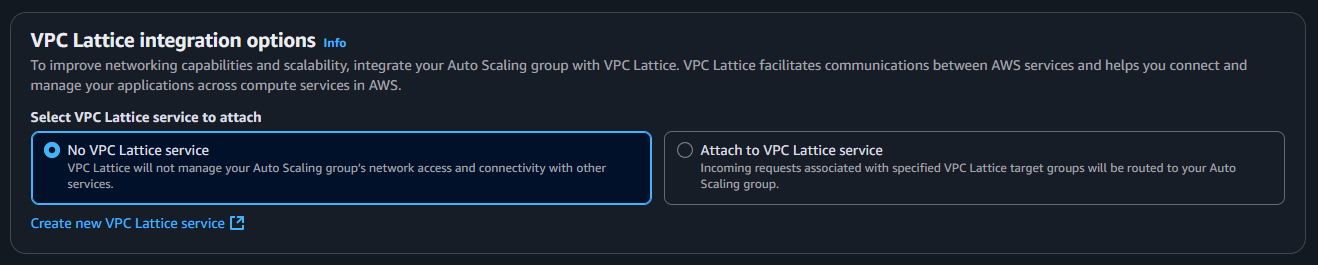 VPC Lattice integration options Info
To improve networking capabilities and scalability, integrate your Auto Scaling group with VPC Lattice. VPC Lattice facilitates communications between AWS services and helps you connect and
manage your applications across compute services in AWS.
Select VPC Lattice service to attach
No VPC Lattice service
VPC Lattice will not manage your Auto Scaling group's network access and connectivity with other
services.
Attach to VPC Lattice service
Incoming requests associated with specified VPC Lattice target groups will be routed to your Auto
Scaling group.
Create new VPC Lattice service